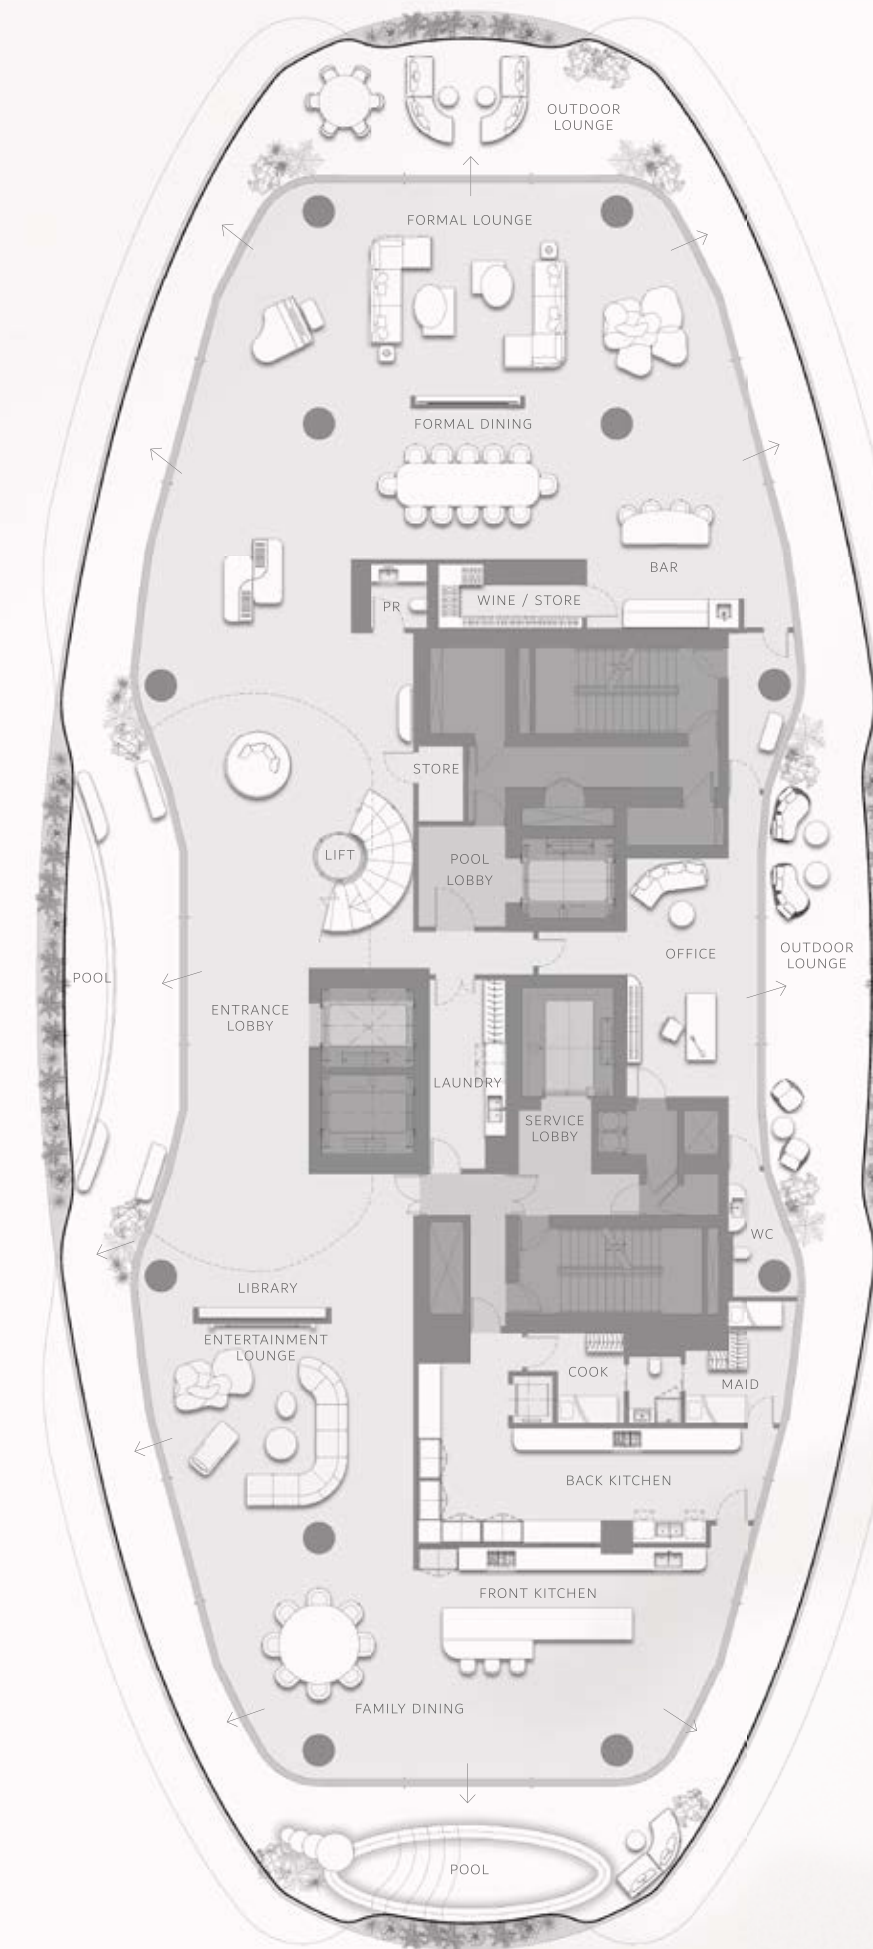 OUTDOOR
LOUNGE
FORMAL LOUNGE
FORMAL DINING
BAR
PR
WINE / STORE
STORE
LIFT
POOL
LOBBY
OFFICE
OUTDOOR
LOUNGE
POOL
ENTRANCE
LOBBY
LAUNDRY
SERVICE
LOBBY
WC
LIBRARY
ENTERTAINMENT
LOUNGE
COOK
MAID
BACK KITCHEN
FRONT KITCHEN
FAMILY DINING
POOL